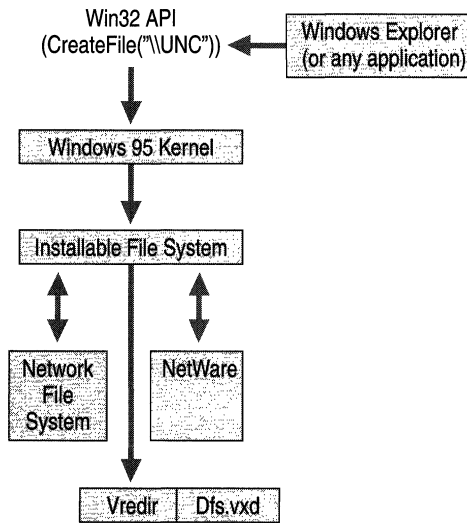 Win32 API
(CreateFile("\\UNC"))
Windows Explorer
(or any application)
Windows 95 Kernel
Installable File System
Network
File
System
NetWare
Vredir
Dfs.vxd